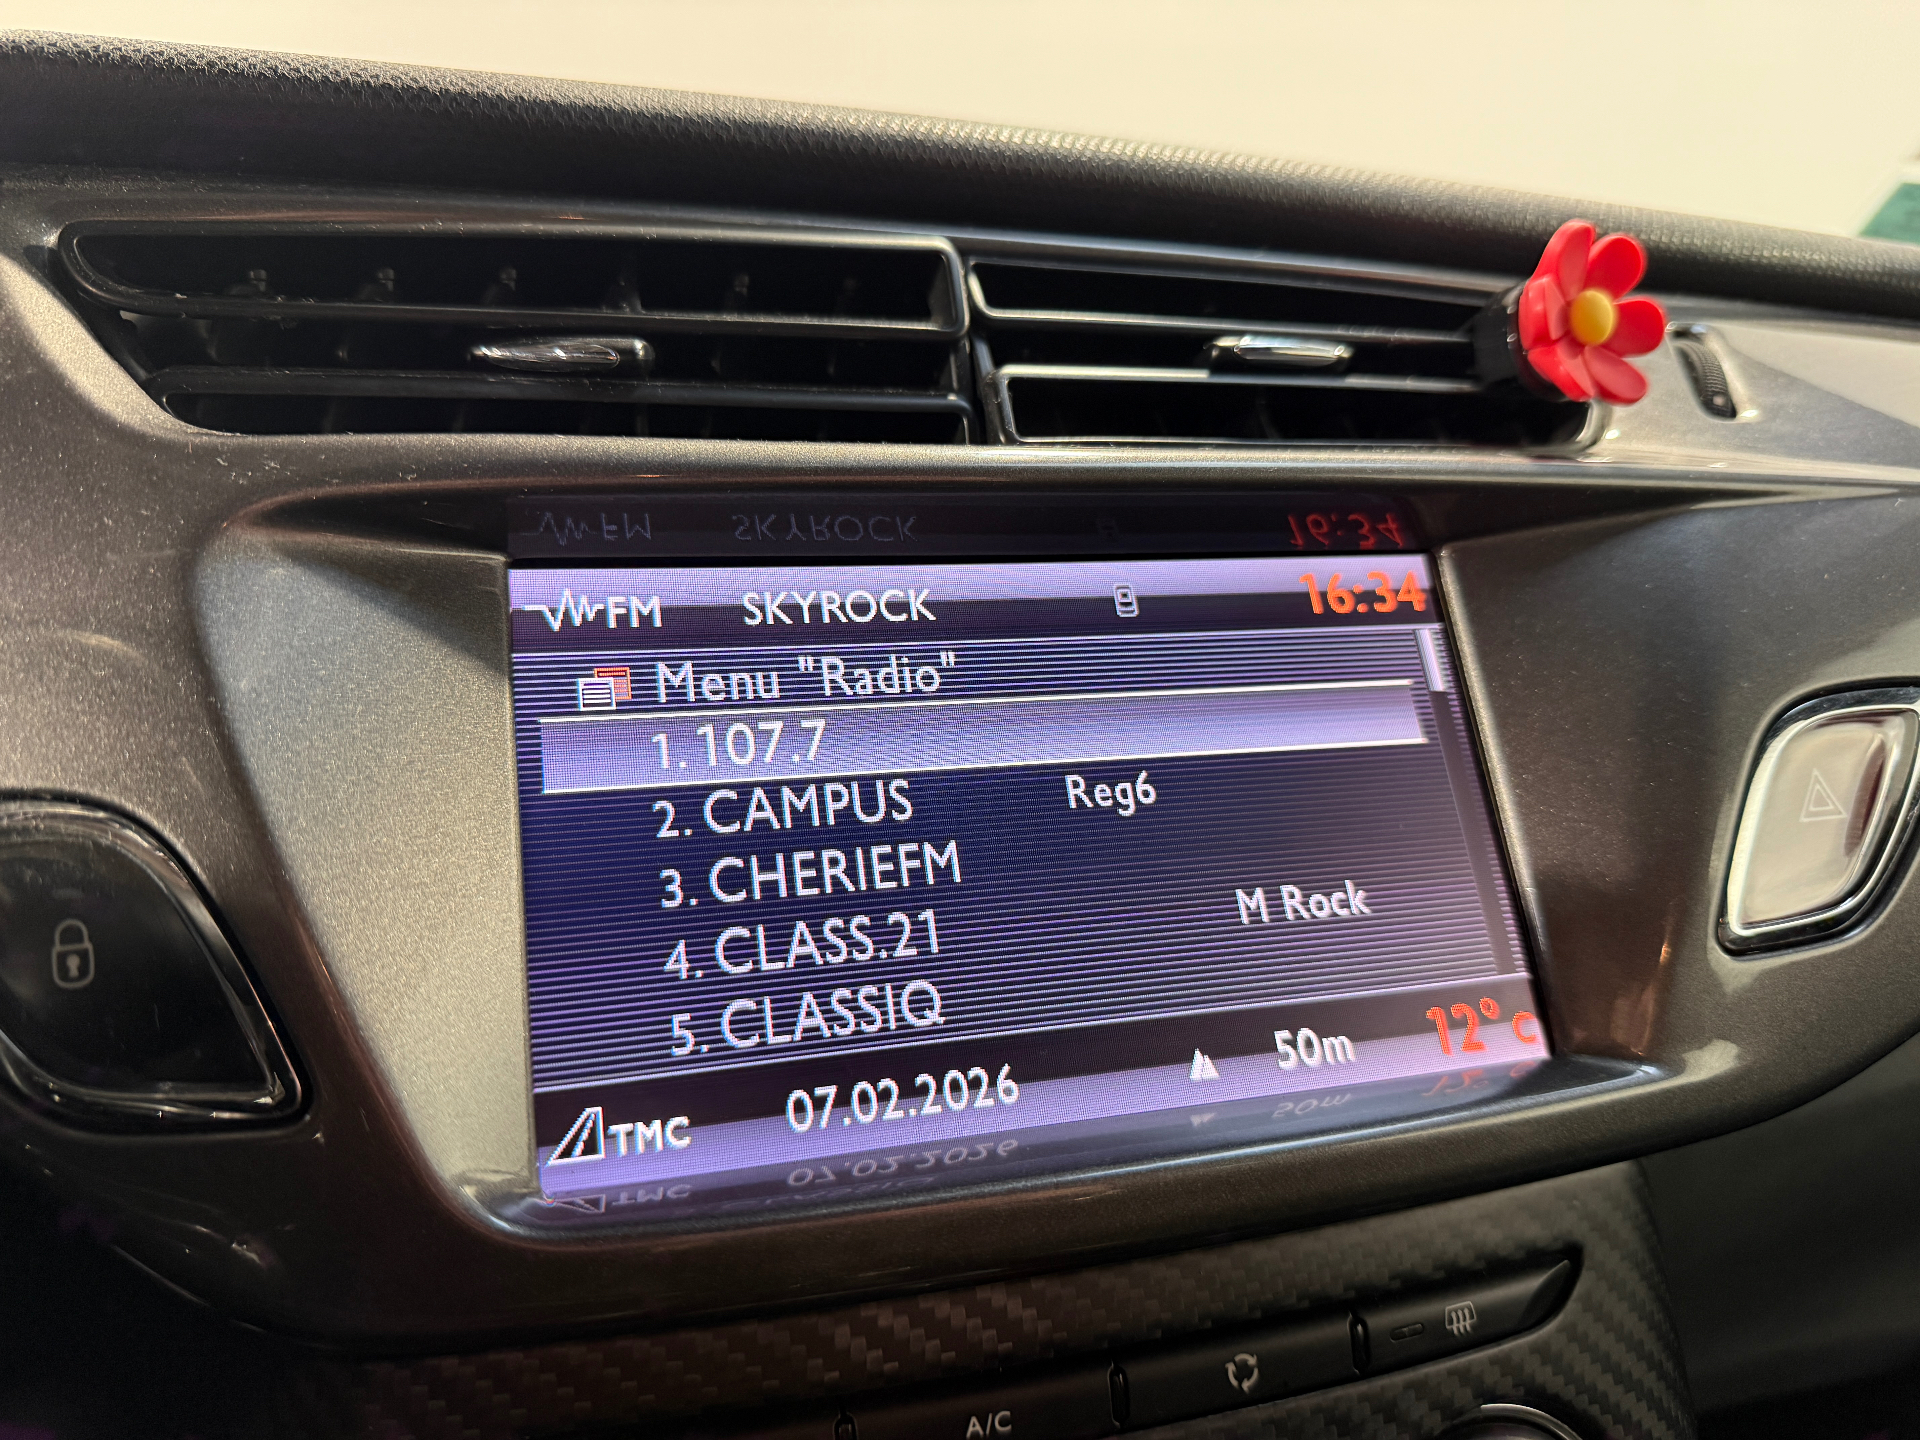 FM SKYROCK 16:34
Menu "Radio"
1. 107.7
2. CAMPUS Reg6
3. CHERIEFM
4. CLASS.21 M Rock
5. CLASSIQ
TMC 07.02.2026 50m 12° c
A/C